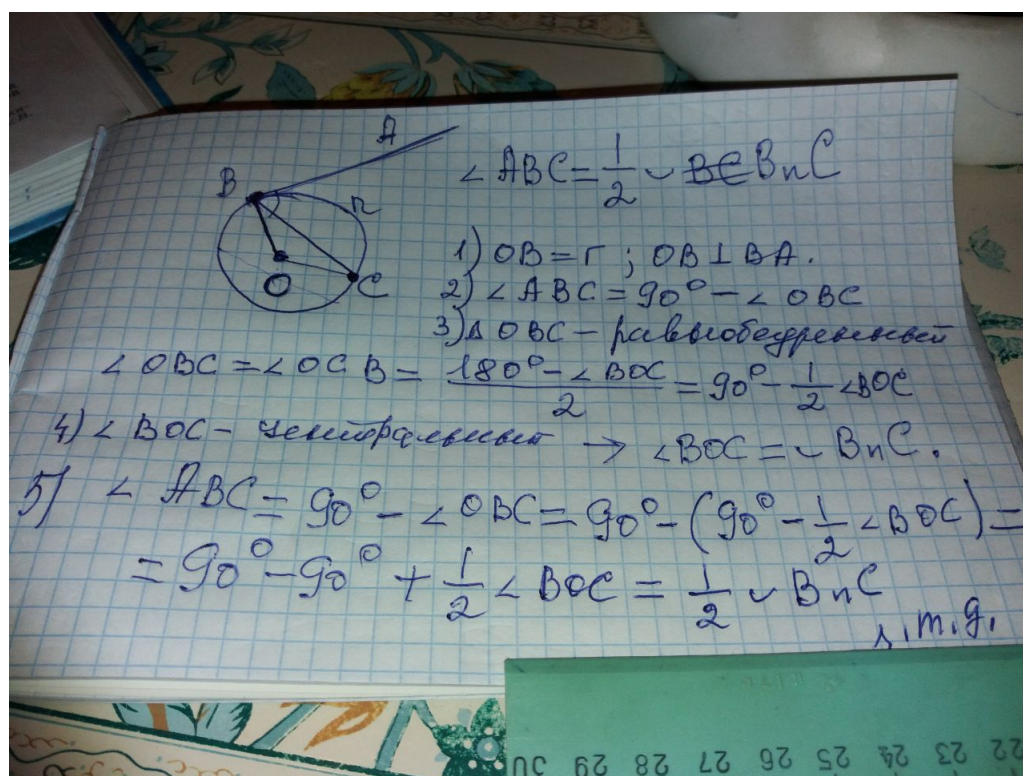 A
B
n
O
C
∠ABC = 1/2 ◡ BnC
1) OB = r ; OB ⊥ BA.
2) ∠ABC = 90° - ∠OBC
3) Δ OBC - равнобедренный
∠OBC = ∠OCB = (180° - ∠BOC)/2 = 90° - 1/2 ∠BOC
4) ∠BOC - центральный → ∠BOC = ◡ BnC.
5) ∠ABC = 90° - ∠OBC = 90° - (90° - 1/2 ∠BOC) =
= 90° - 90° + 1/2 ∠BOC = 1/2 ◡ BnC
ч.т.д.
22 23 24 25 26 27 28 29